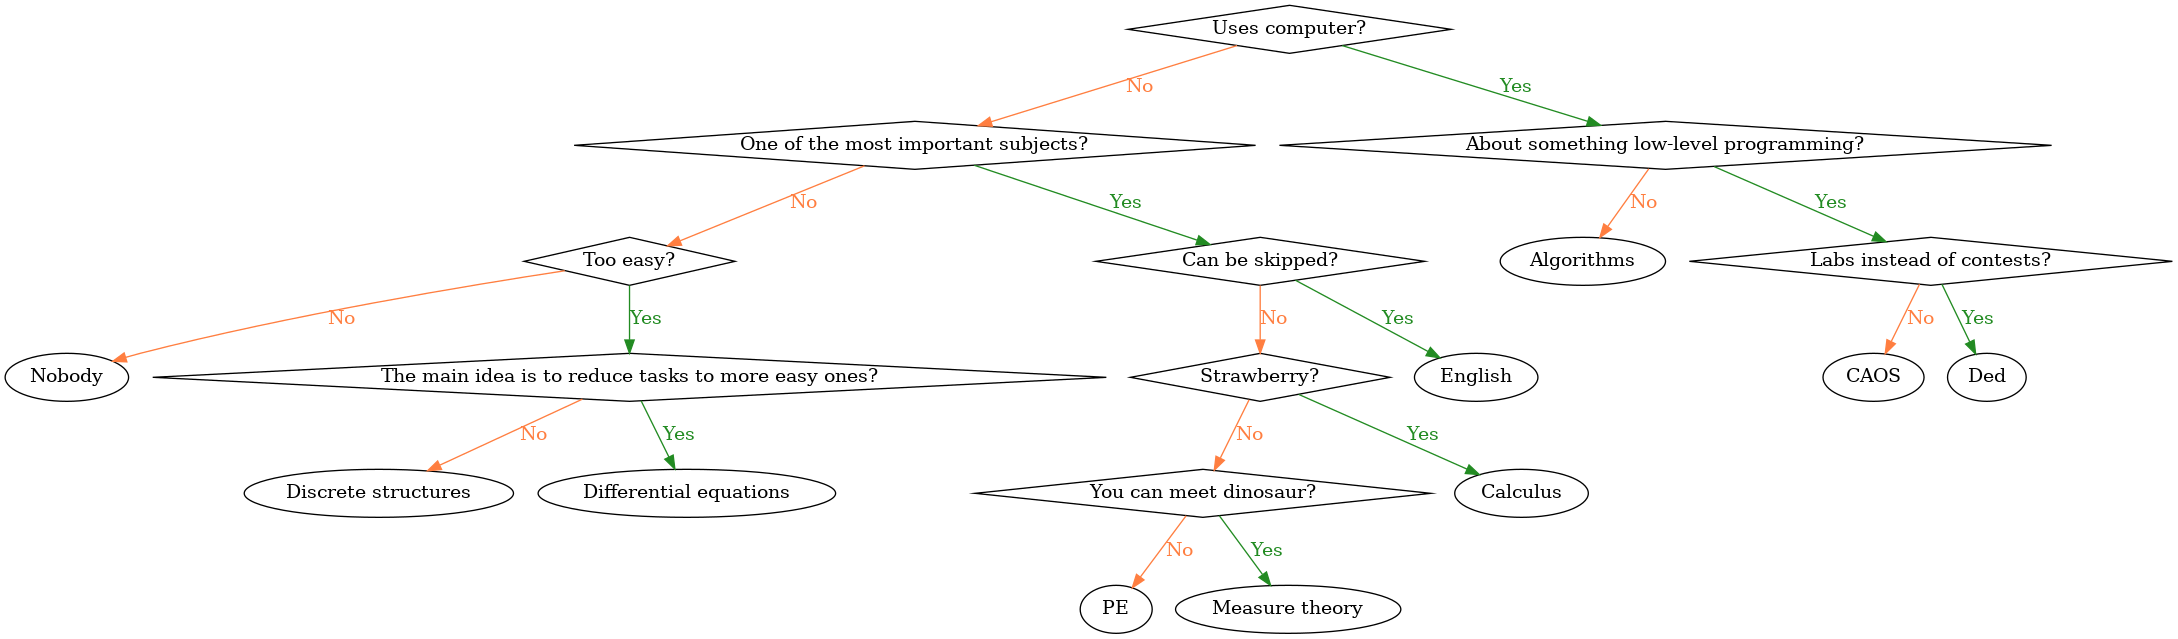 Uses computer?
No
Yes
One of the most important subjects?
About something low-level programming?
No
Yes
No
Yes
Too easy?
Can be skipped?
Algorithms
Labs instead of contests?
No
Yes
No
Yes
No
Yes
Nobody
The main idea is to reduce tasks to more easy ones?
Strawberry?
English
CAOS
Ded
No
Yes
No
Yes
Discrete structures
Differential equations
You can meet dinosaur?
Calculus
No
Yes
PE
Measure theory